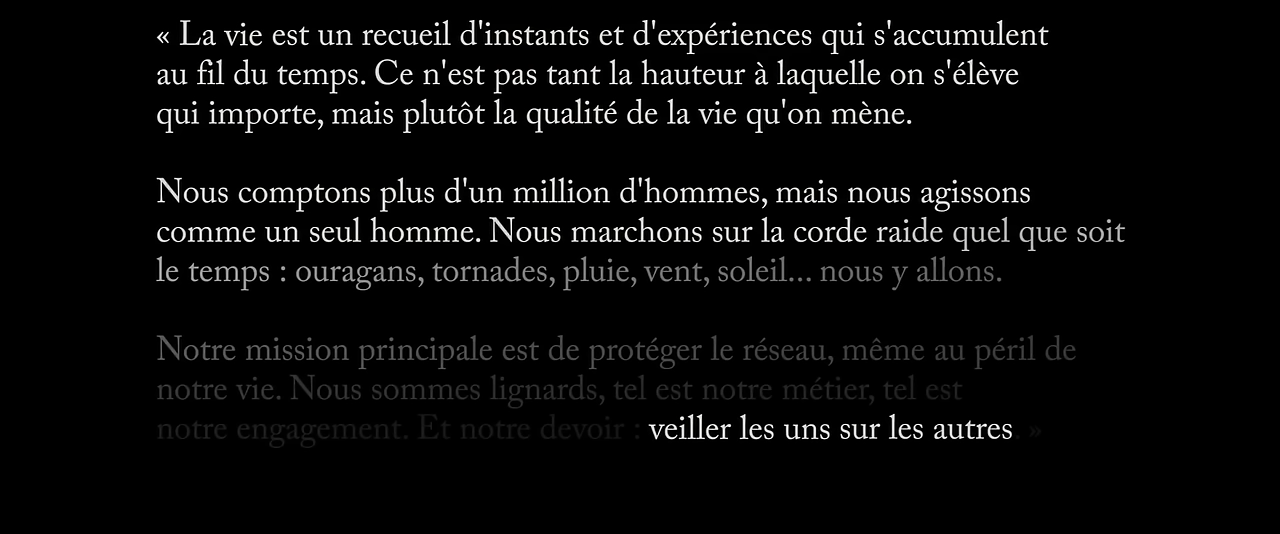 « La vie est un recueil d'instants et d'expériences qui s'accumulent
au fil du temps. Ce n'est pas tant la hauteur à laquelle on s'élève
qui importe, mais plutôt la qualité de la vie qu'on mène.
Nous comptons plus d'un million d'hommes, mais nous agissons
comme un seul homme. Nous marchons sur la corde raide quel que soit
le temps : ouragans, tornades, pluie, vent, soleil... nous y allons.
Notre mission principale est de protéger le réseau, même au péril de
notre vie. Nous sommes lignards, tel est notre métier, tel est
notre engagement. Et notre devoir : veiller les uns sur les autres. »